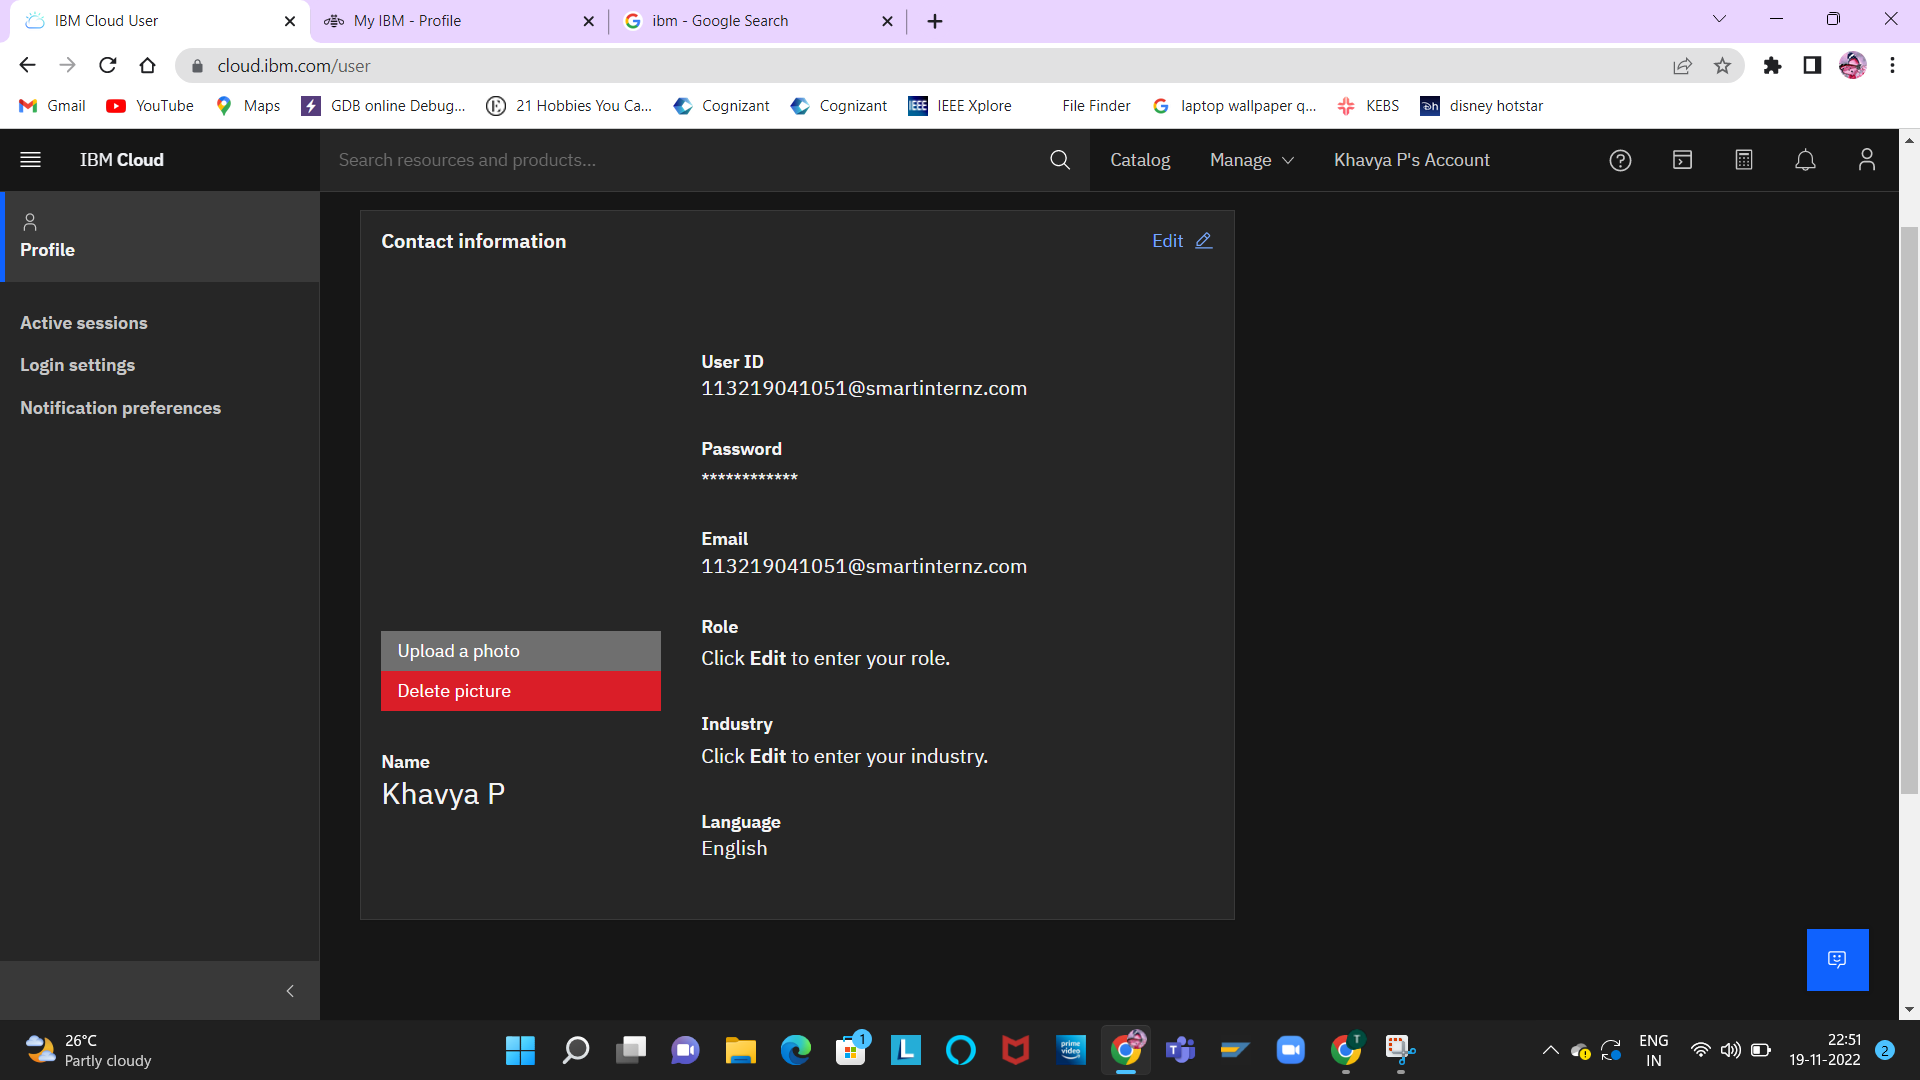 IBM Cloud User
My IBM - Profile
ibm - Google Search
cloud.ibm.com/user
Gmail
YouTube
Maps
GDB online Debug...
21 Hobbies You Ca...
Cognizant
Cognizant
IEEE
IEEE Xplore
File Finder
laptop wallpaper q...
KEBS
disney hotstar
IBM Cloud
Search resources and products...
Catalog
Manage
Khavya P's Account
Profile
Active sessions
Login settings
Notification preferences
Contact information
Edit
User ID
113219041051@smartinternz.com
Password
************
Email
113219041051@smartinternz.com
Role
Click Edit to enter your role.
Industry
Click Edit to enter your industry.
Language
English
Upload a photo
Delete picture
Name
Khavya P
26°C
Partly cloudy
1
L
prime video
T
ENG
IN
22:51
19-11-2022
2